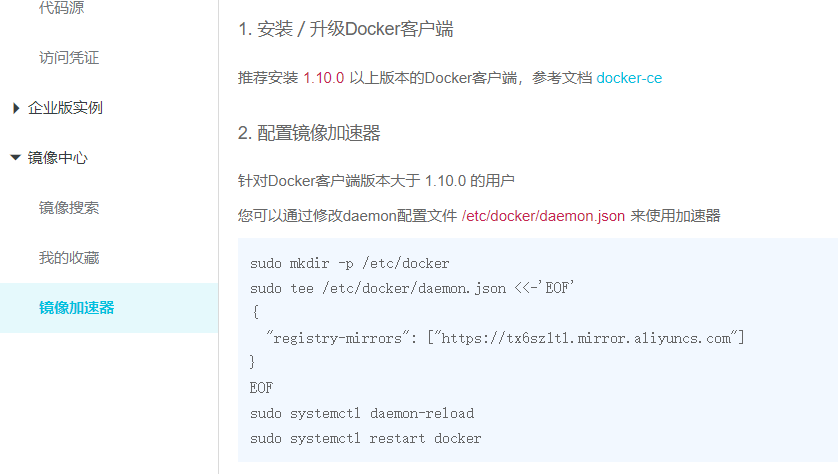 代码源
访问凭证
企业版实例
镜像中心
镜像搜索
我的收藏
镜像加速器
1. 安装 / 升级Docker客户端
推荐安装 1.10.0 以上版本的Docker客户端，参考文档 docker-ce
2. 配置镜像加速器
针对Docker客户端版本大于 1.10.0 的用户
您可以通过修改daemon配置文件 /etc/docker/daemon.json 来使用加速器
sudo mkdir -p /etc/docker
sudo tee /etc/docker/daemon.json <<-'EOF'
{
  "registry-mirrors": ["https://tx6szlt1.mirror.aliyuncs.com"]
}
EOF
sudo systemctl daemon-reload
sudo systemctl restart docker